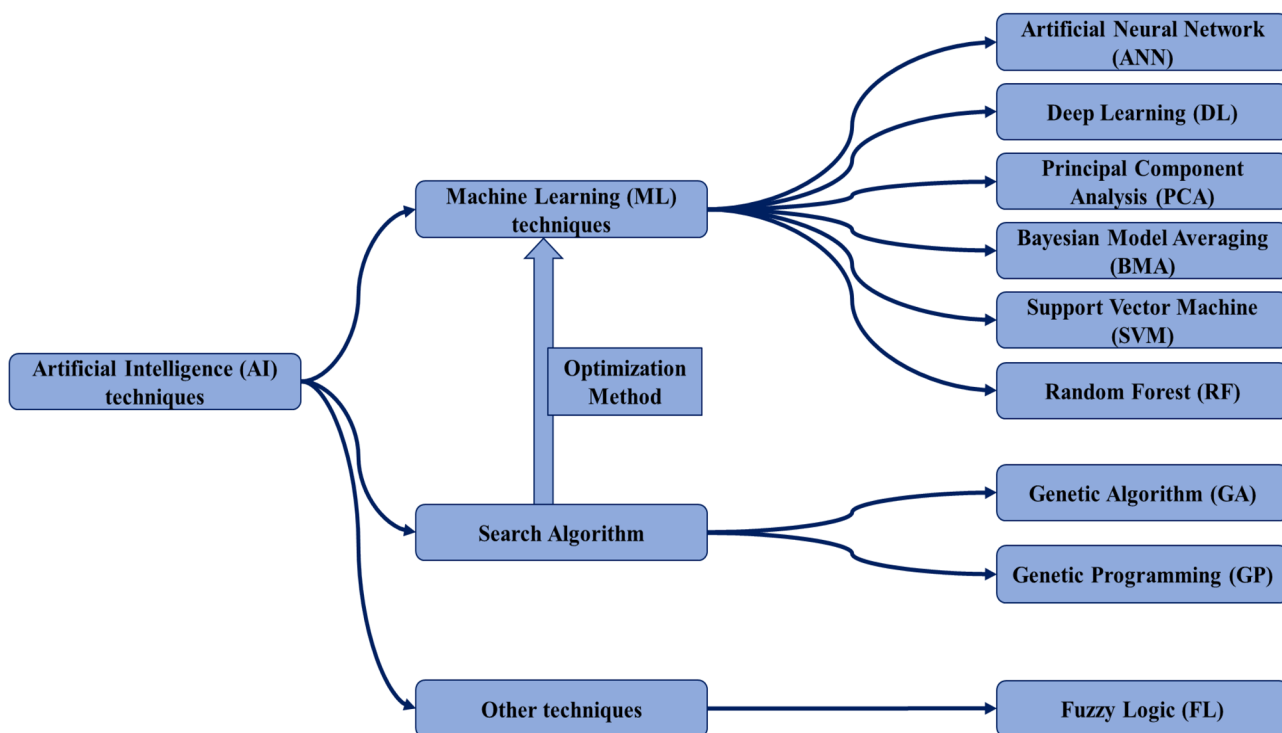 Artificial Intelligence (AI)
techniques
Machine Learning (ML)
techniques
Optimization
Method
Search Algorithm
Other techniques
Artificial Neural Network
(ANN)
Deep Learning (DL)
Principal Component
Analysis (PCA)
Bayesian Model Averaging
(BMA)
Support Vector Machine
(SVM)
Random Forest (RF)
Genetic Algorithm (GA)
Genetic Programming (GP)
Fuzzy Logic (FL)